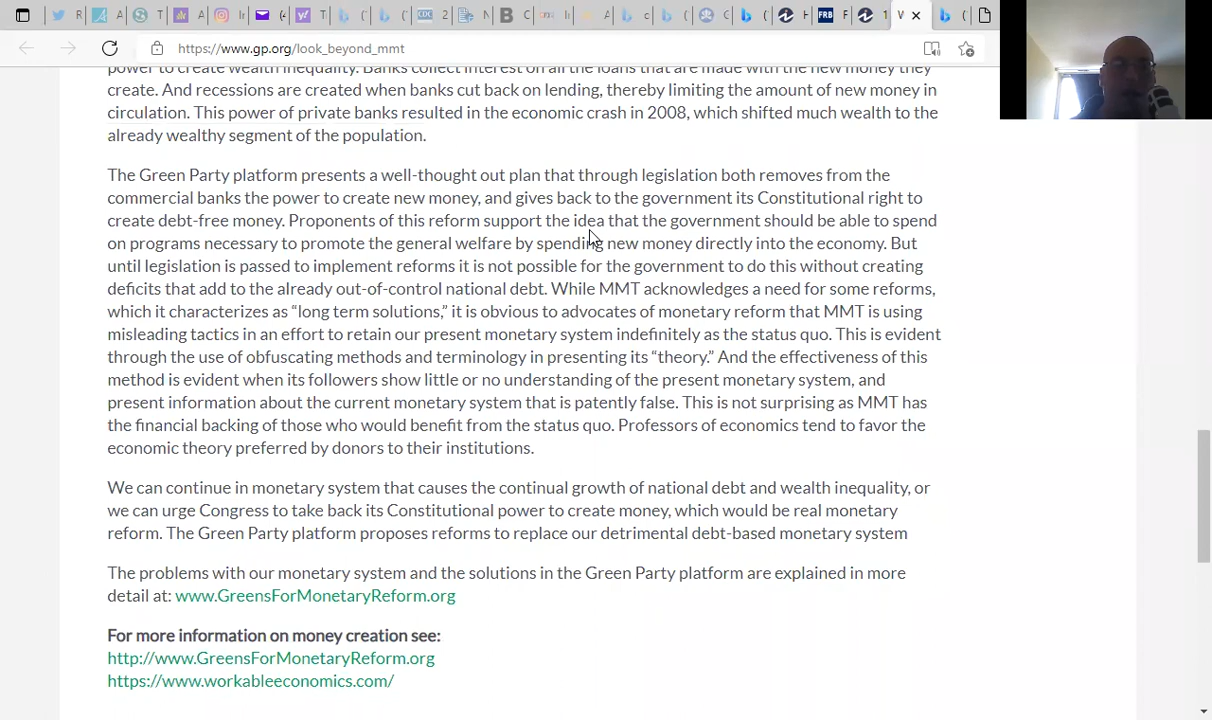 R
A
S
A
Ir
(
T
(
(
2
N
B
C
Ir
A
c
(
C
(
H
FRB
F
1
V
(
https://www.gp.org/look_beyond_mmt
power to create wealth inequality. Banks collect interest on all the loans that are made with the new money they
create. And recessions are created when banks cut back on lending, thereby limiting the amount of new money in
circulation. This power of private banks resulted in the economic crash in 2008, which shifted much wealth to the
already wealthy segment of the population.
The Green Party platform presents a well-thought out plan that through legislation both removes from the
commercial banks the power to create new money, and gives back to the government its Constitutional right to
create debt-free money. Proponents of this reform support the idea that the government should be able to spend
on programs necessary to promote the general welfare by spending new money directly into the economy. But
until legislation is passed to implement reforms it is not possible for the government to do this without creating
deficits that add to the already out-of-control national debt. While MMT acknowledges a need for some reforms,
which it characterizes as “long term solutions,” it is obvious to advocates of monetary reform that MMT is using
misleading tactics in an effort to retain our present monetary system indefinitely as the status quo. This is evident
through the use of obfuscating methods and terminology in presenting its “theory.” And the effectiveness of this
method is evident when its followers show little or no understanding of the present monetary system, and
present information about the current monetary system that is patently false. This is not surprising as MMT has
the financial backing of those who would benefit from the status quo. Professors of economics tend to favor the
economic theory preferred by donors to their institutions.
We can continue in monetary system that causes the continual growth of national debt and wealth inequality, or
we can urge Congress to take back its Constitutional power to create money, which would be real monetary
reform. The Green Party platform proposes reforms to replace our detrimental debt-based monetary system
The problems with our monetary system and the solutions in the Green Party platform are explained in more
detail at: www.GreensForMonetaryReform.org
For more information on money creation see:
http://www.GreensForMonetaryReform.org
https://www.workableeconomics.com/